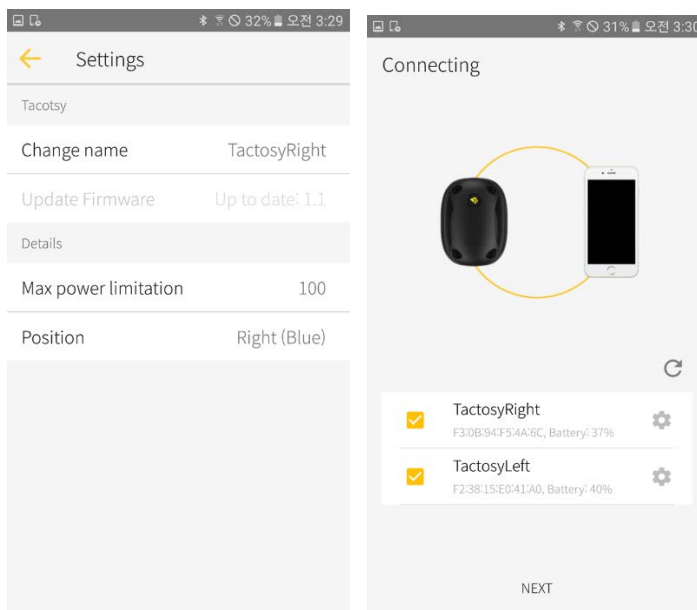 32% 오전 3:29
Settings
Tacotsy
Change name TactosyRight
Update Firmware Up to date: 1.1
Details
Max power limitation 100
Position Right (Blue)
31% 오전 3:30
Connecting
TactosyRight
F3:0B:94:F5:4A:6C, Battery: 37%
TactosyLeft
F2:38:15:E0:41:A0, Battery: 40%
NEXT